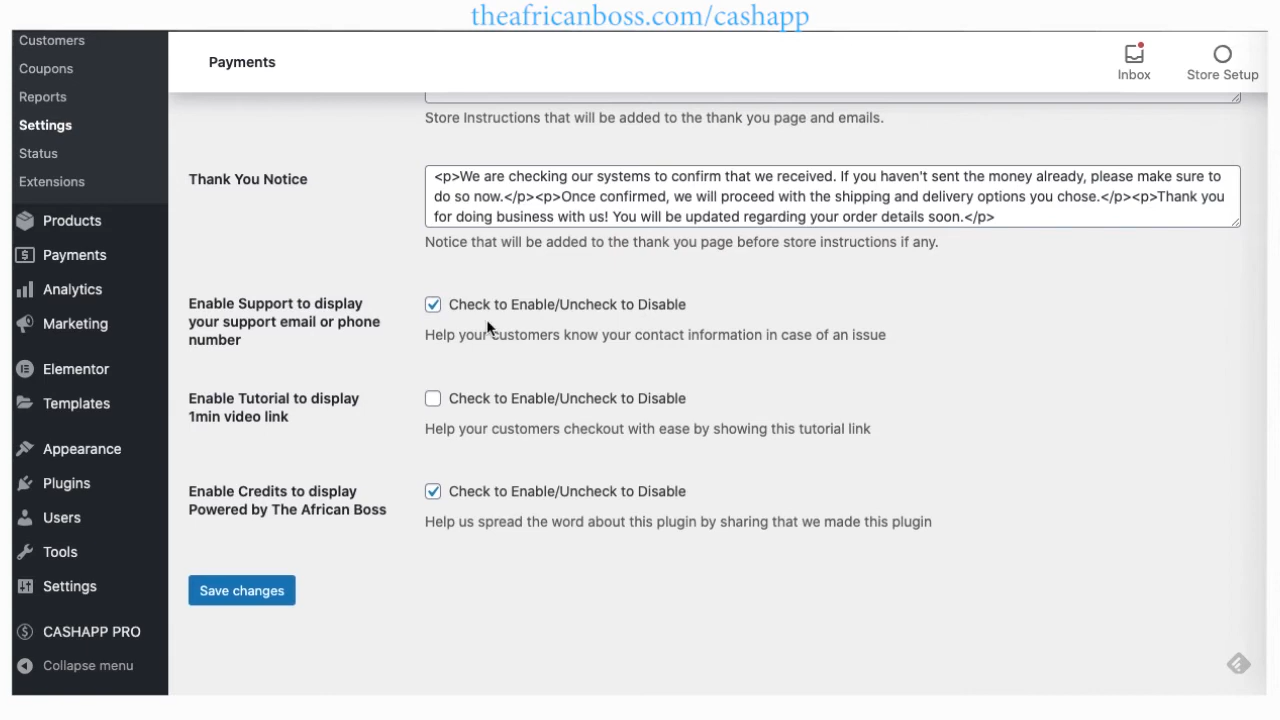 theafricanboss.com/cashapp
Customers
Coupons
Reports
Settings
Status
Extensions
Products
Payments
Analytics
Marketing
Elementor
Templates
Appearance
Plugins
Users
Tools
Settings
CASHAPP PRO
Collapse menu
Payments
Inbox
Store Setup
Store Instructions that will be added to the thank you page and emails.
Thank You Notice
<p>We are checking our systems to confirm that we received. If you haven't sent the money already, please make sure to
do so now.</p><p>Once confirmed, we will proceed with the shipping and delivery options you chose.</p><p>Thank you
for doing business with us! You will be updated regarding your order details soon.</p>
Notice that will be added to the thank you page before store instructions if any.
Enable Support to display
your support email or phone
number
Check to Enable/Uncheck to Disable
Help your customers know your contact information in case of an issue
Enable Tutorial to display
1min video link
Check to Enable/Uncheck to Disable
Help your customers checkout with ease by showing this tutorial link
Enable Credits to display
Powered by The African Boss
Check to Enable/Uncheck to Disable
Help us spread the word about this plugin by sharing that we made this plugin
Save changes